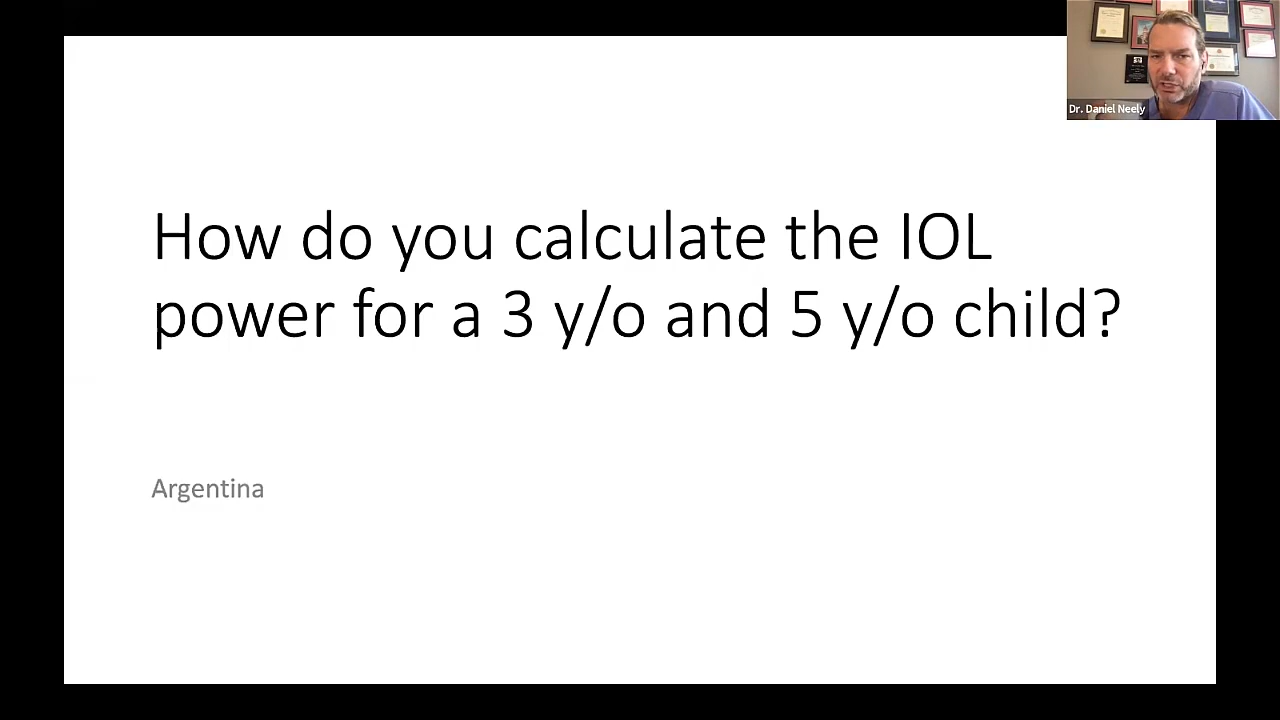 Dr. Daniel Neely
How do you calculate the IOL
power for a 3 y/o and 5 y/o child?
Argentina